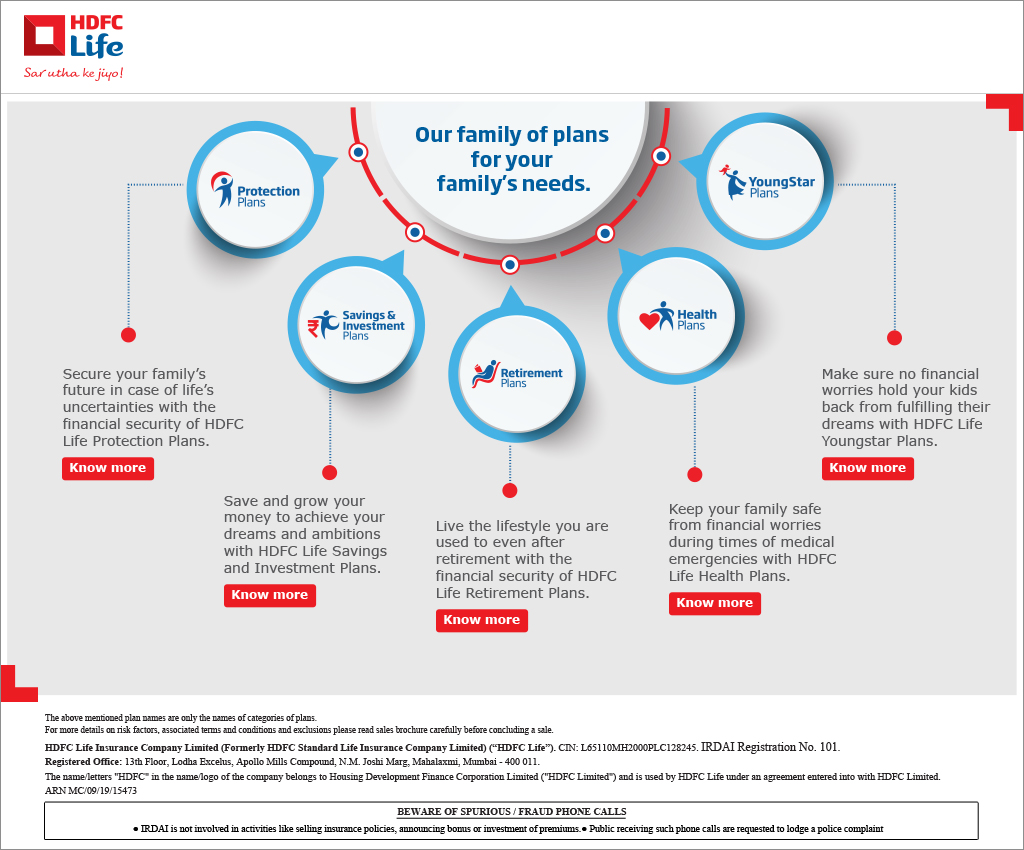 HDFC
Life
Sar utha ke jiyo!
Our family of plans
for your
family’s needs.
Protection
Plans
Secure your family’s
future in case of life’s
uncertainties with the
financial security of HDFC
Life Protection Plans.
Know more
Savings &
Investment
Plans
Save and grow your
money to achieve your
dreams and ambitions
with HDFC Life Savings
and Investment Plans.
Know more
Retirement
Plans
Live the lifestyle you are
used to even after
retirement with the
financial security of HDFC
Life Retirement Plans.
Know more
Health
Plans
Keep your family safe
from financial worries
during times of medical
emergencies with HDFC
Life Health Plans.
Know more
YoungStar
Plans
Make sure no financial
worries hold your kids
back from fulfilling their
dreams with HDFC Life
Youngstar Plans.
Know more
The above mentioned plan names are only the names of categories of plans.
For more details on risk factors, associated terms and conditions and exclusions please read sales brochure carefully before concluding a sale.
HDFC Life Insurance Company Limited (Formerly HDFC Standard Life Insurance Company Limited) (“HDFC Life”). CIN: L65110MH2000PLC128245. IRDAI Registration No. 101.
Registered Office: 13th Floor, Lodha Excelus, Apollo Mills Compound, N.M. Joshi Marg, Mahalaxmi, Mumbai - 400 011.
The name/letters "HDFC" in the name/logo of the company belongs to Housing Development Finance Corporation Limited ("HDFC Limited") and is used by HDFC Life under an agreement entered into with HDFC Limited.
ARN MC/09/19/15473
BEWARE OF SPURIOUS / FRAUD PHONE CALLS
● IRDAI is not involved in activities like selling insurance policies, announcing bonus or investment of premiums.● Public receiving such phone calls are requested to lodge a police complaint